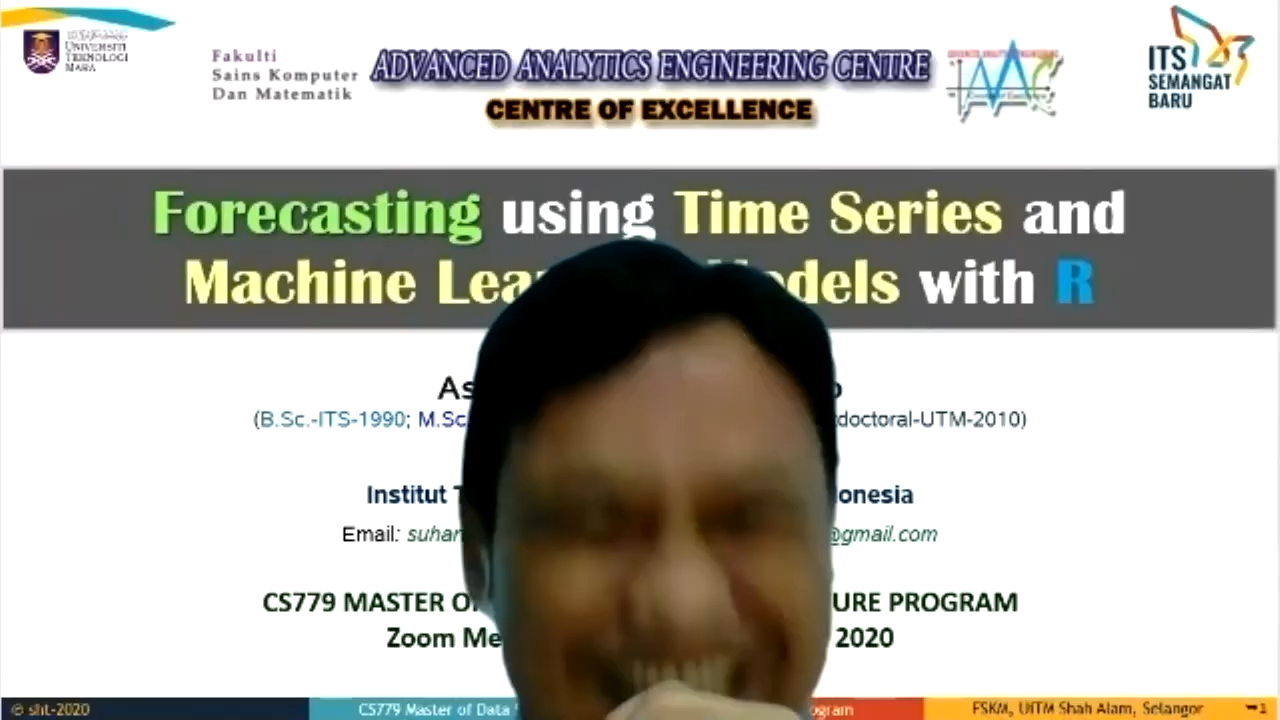 UNIVERSITI
TEKNOLOGI
MARA
Fakulti
Sains Komputer
Dan Matematik
ADVANCED ANALYTICS ENGINEERING CENTRE
CENTRE OF EXCELLENCE
ITS
SEMANGAT
BARU
Forecasting using Time Series and
Machine Lea odels with R
As
(B.Sc.-ITS-1990; M.Sc doctoral-UTM-2010)
Institut T onesia
Email: suhar @gmail.com
CS779 MASTER O URE PROGRAM
Zoom Me 2020
© sht-2020 CS779 Master of Data ogram FSKM, UiTM Shah Alam, Selangor 1